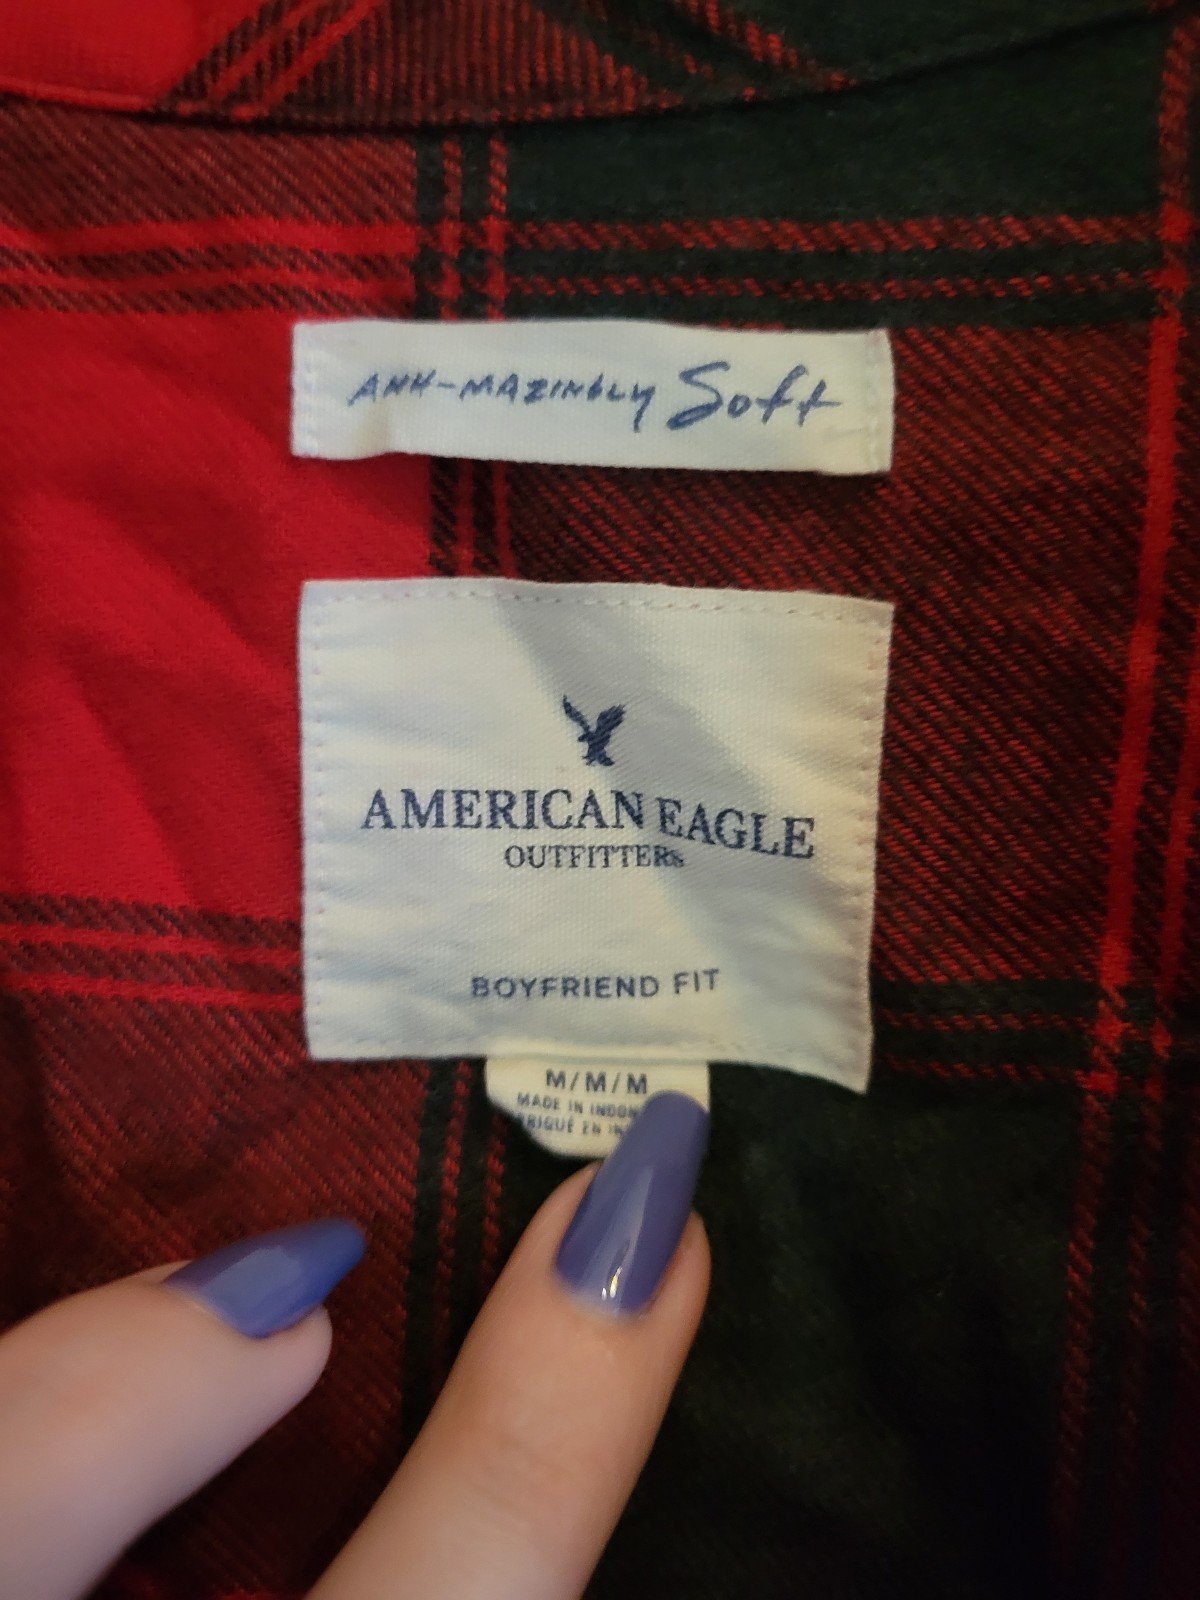 AHH-MAZINGLY Soft
AMERICAN EAGLE
OUTFITTERS
BOYFRIEND FIT
M/M/M
MADE IN